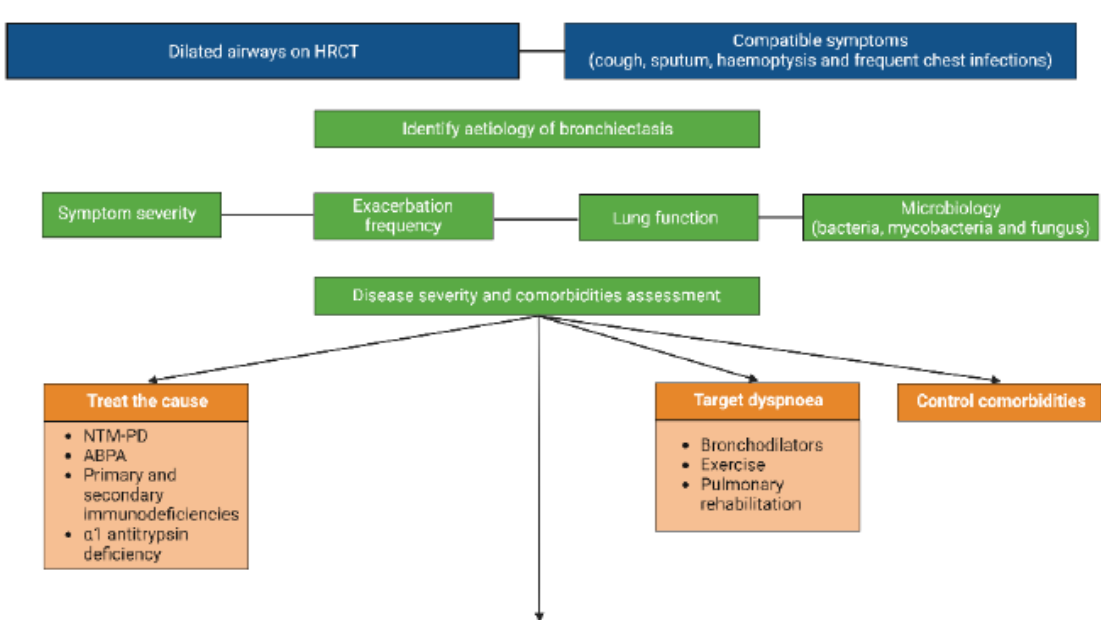 Dilated airways on HRCT
Compatible symptoms
(cough, sputum, haemoptysis and frequent chest infections)
Identify aetiology of bronchiectasis
Symptom severity
Exacerbation
frequency
Lung function
Microbiology
(bacteria, mycobacteria and fungus)
Disease severity and comorbidities assessment
Treat the cause
• NTM-PD
• ABPA
• Primary and
secondary
immunodeficiencies
• α1 antitrypsin
deficiency
Target dyspnoea
• Bronchodilators
• Exercise
• Pulmonary
rehabilitation
Control comorbidities